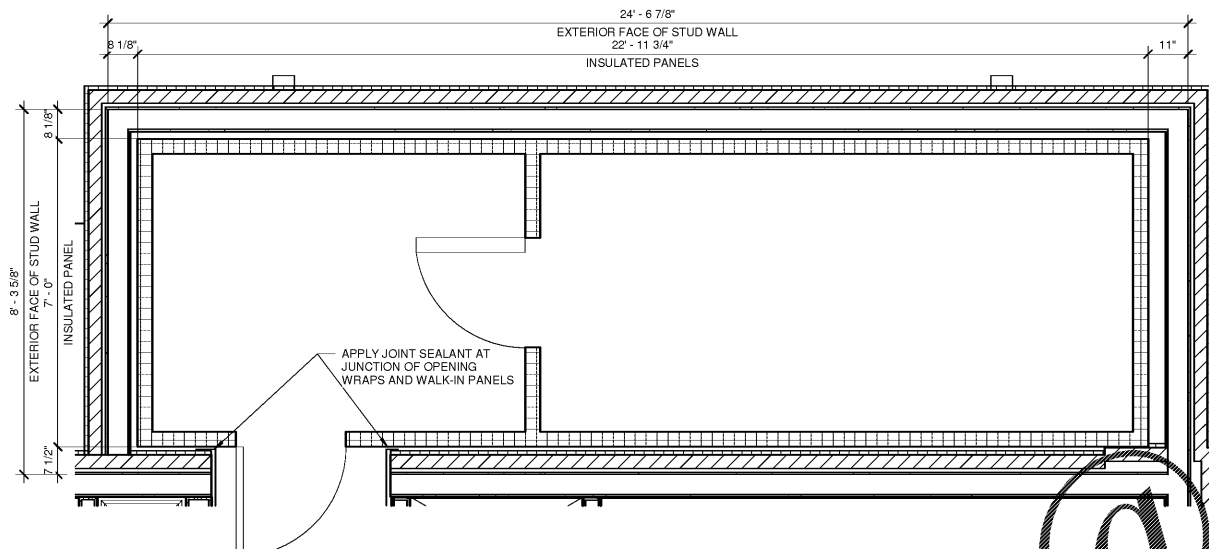 24' - 6 7/8"
EXTERIOR FACE OF STUD WALL
8 1/8"
22' - 11 3/4"
11"
INSULATED PANELS
8 1/8"
8' - 3 5/8"
EXTERIOR FACE OF STUD WALL
7' - 0"
INSULATED PANEL
7 1/2"
APPLY JOINT SEALANT AT
JUNCTION OF OPENING
WRAPS AND WALK-IN PANELS